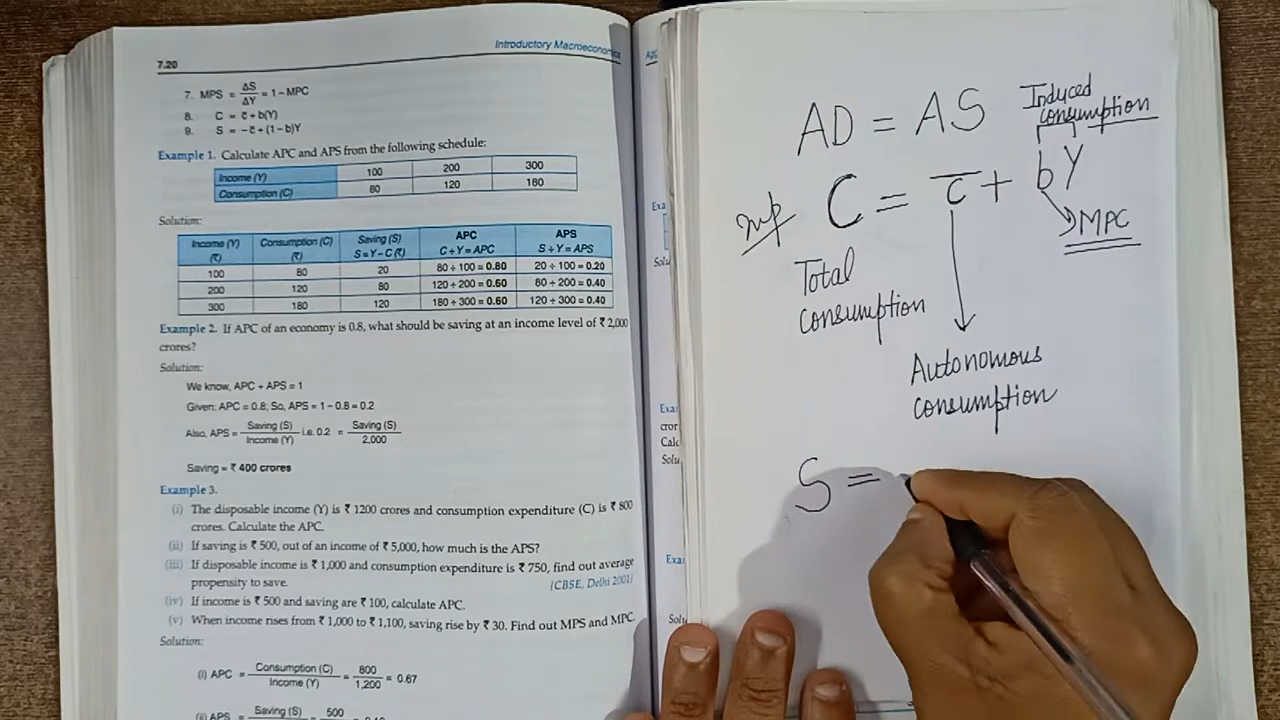 7.20
Introductory Macroeconom
7. MPS = ΔS/ΔY = 1 – MPC
8. C = c̄ + b(Y)
9. S = –c̄ + (1 – b)Y
Example 1. Calculate APC and APS from the following schedule:
Income (Y) 100 200 300
Consumption (C) 80 120 180
Solution:
Income (Y) (₹) Consumption (C) (₹) Saving (S) S = Y – C (₹) APC C ÷ Y = APC APS S ÷ Y = APS
100 80 20 80 ÷ 100 = 0.80 20 ÷ 100 = 0.20
200 120 80 120 ÷ 200 = 0.60 80 ÷ 200 = 0.40
300 180 120 180 ÷ 300 = 0.60 120 ÷ 300 = 0.40
Example 2. If APC of an economy is 0.8, what should be saving at an income level of ₹ 2,000
crores?
Solution:
We know, APC + APS = 1
Given: APC = 0.8; So, APS = 1 – 0.8 = 0.2
Also, APS = Saving (S)/Income (Y) i.e. 0.2 = Saving (S)/2,000
Saving = ₹ 400 crores
Example 3.
(i) The disposable income (Y) is ₹ 1200 crores and consumption expenditure (C) is ₹ 800
crores. Calculate the APC.
(ii) If saving is ₹ 500, out of an income of ₹ 5,000, how much is the APS?
(iii) If disposable income is ₹ 1,000 and consumption expenditure is ₹ 750, find out average
propensity to save. (CBSE, Delhi 2001)
(iv) If income is ₹ 500 and saving are ₹ 100, calculate APC.
(v) When income rises from ₹ 1,000 to ₹ 1,100, saving rise by ₹ 30. Find out MPS and MPC.
Solution:
(i) APC = Consumption (C)/Income (Y) = 800/1,200 = 0.67
(ii) APS = Saving (S) = 500
AD = AS
Induced
consumption
Imp C = c̄ + bY
MPC
Total
consumption
Autonomous
consumption
S =